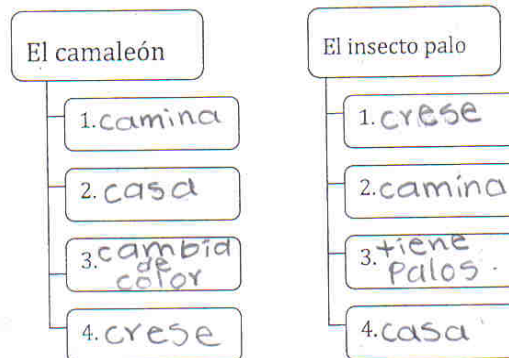 El camaleón
1. camina
2. casa
3. cambia
de
color
4. crese
El insecto palo
1. crese
2. camina
3. tiene
palos.
4. casa